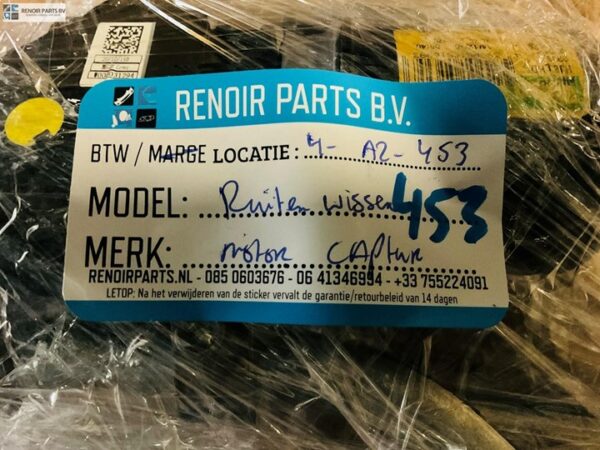 RENOIR PARTS BV
RENOIR PARTS B.V.
BTW / MARGE LOCATIE: 4- A2- 453
MODEL: Ruiten wisser 453
MERK: motor CAPtur
RENOIRPARTS.NL - 085 0603676 - 06 41346994 - +33 755224091
LETOP: Na het verwijderen van de sticker vervalt de garantie/retourbeleid van 14 dagen